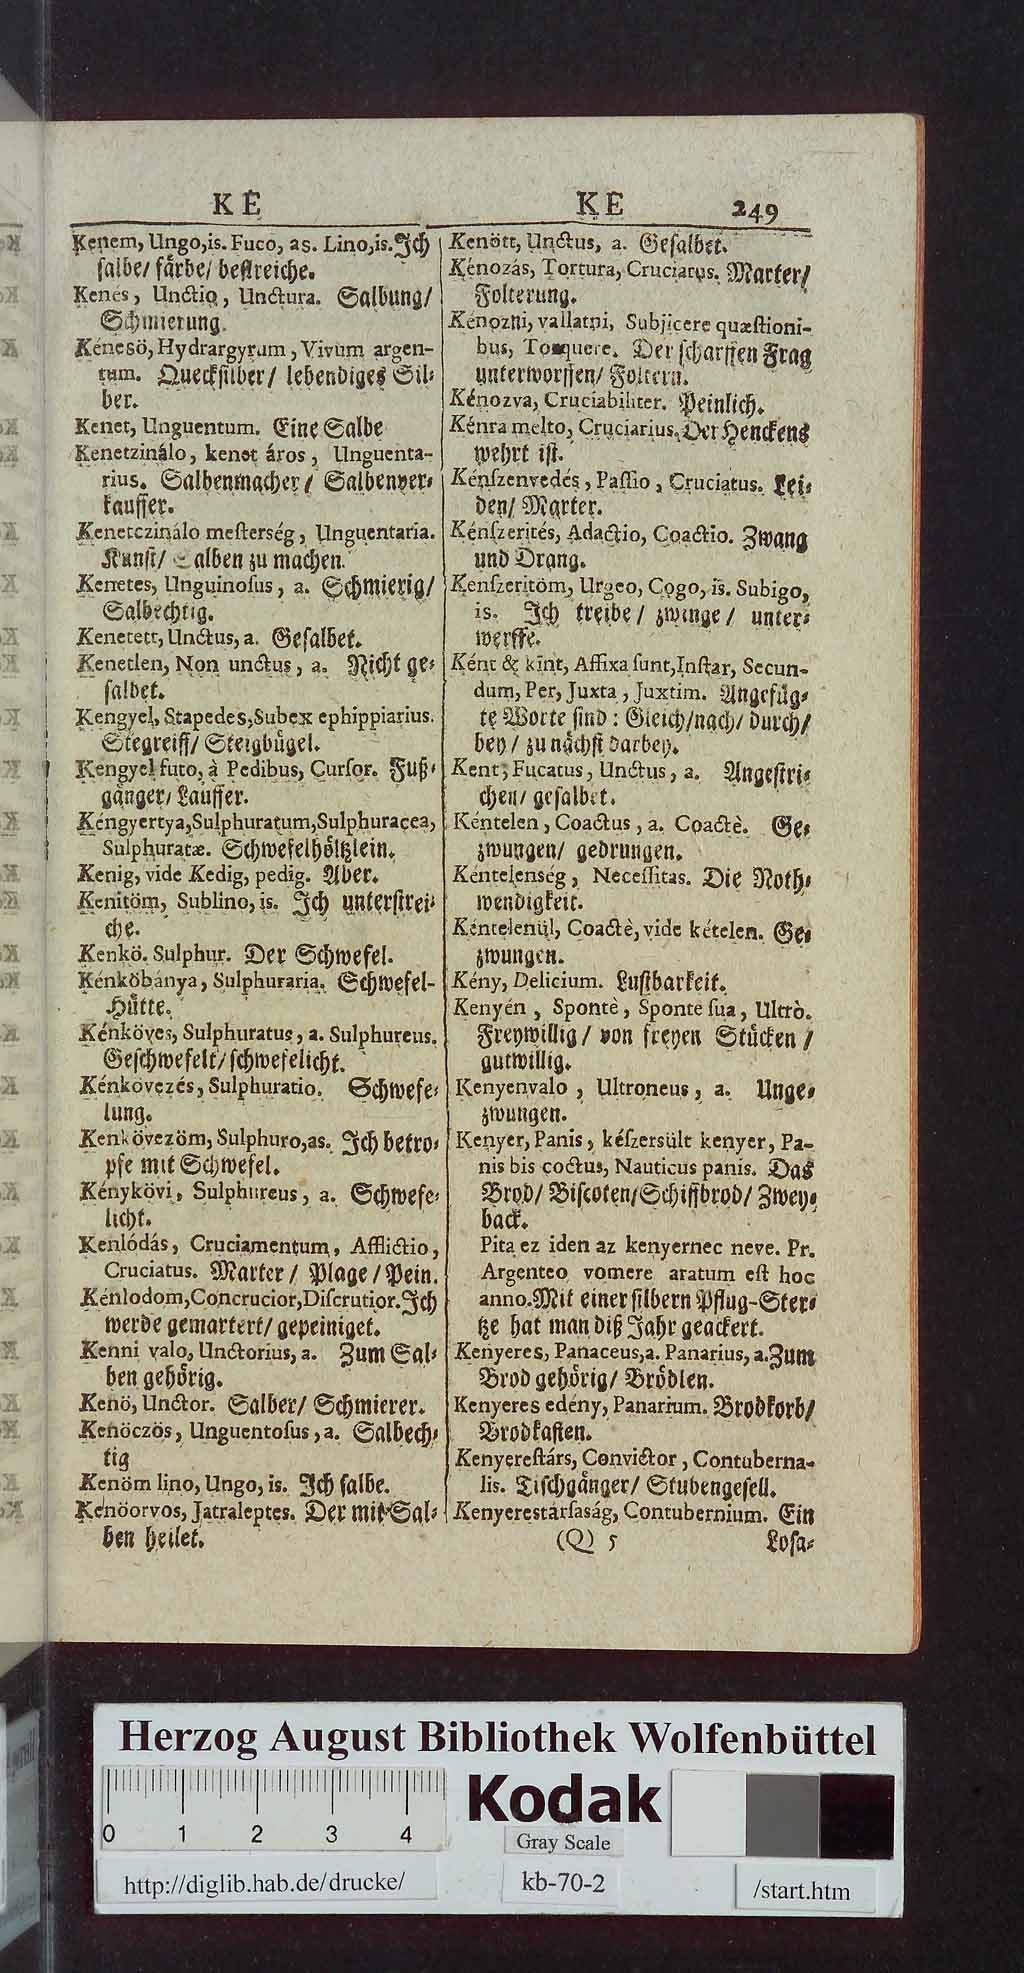 K E
Kenem, Ungo,is. Fuco, as. Lino,is. Ich
ſalbe/ färbe/ beſtreiche.
Kenés, Unctio, Unctura. Salbung/
Schmierung.
Kéneső, Hydrargyrum, Vivum argen-
tum. Queckſilber/ lebendiges Sil-
ber.
Kenet, Unguentum. Eine Salbe
Kenetzinálo, kenet áros, Unguenta-
rius. Salbenmacher/ Salbenver-
kauffer.
Kenetczinálo meſterség, Unguentaria.
Kunſt/ Salben zu machen.
Kenetes, Unguinoſus, a. Schmierig/
Salbechtig.
Kenetett, Unctus, a. Geſalbet.
Kenetlen, Non unctus, a. Nicht ge-
ſalbet.
Kengyel, Stapedes,Subex ephippiarius.
Stegreiff/ Steigbügel.
Kengyel futo, à Pedibus, Curſor. Fuß-
gänger/ Lauffer.
Kéngyertya,Sulphuratum,Sulphuracea,
Sulphuratæ. Schwefelhöltzlein.
Kenig, vide Kedig, pedig. Aber.
Kenitöm, Sublino, is. Ich unterſtrei-
che.
Kenkö. Sulphur. Der Schwefel.
Kénköbánya, Sulphuraria. Schwefel-
Hütte.
Kénköves, Sulphuratus, a. Sulphureus.
Geſchwefelt/ ſchwefelicht.
Kénkövezés, Sulphuratio. Schwefe-
lung.
Kenkövezöm, Sulphuro,as. Ich betro-
pfe mit Schwefel.
Kénykövi, Sulphureus, a. Schwefe-
licht.
Kenlódás, Cruciamentum, Afflictio,
Cruciatus. Marter/ Plage/ Pein.
Kénlodom,Concrucior,Diſcrutior. Ich
werde gemartert/ gepeiniget.
Kenni valo, Unctorius, a. Zum Sal-
ben gehörig.
Kenö, Unctor. Salber/ Schmierer.
Kenöczös, Unguentoſus, a. Salbech-
tig
Kenöm lino, Ungo, is. Ich ſalbe.
Kenöorvos, Jatraleptes. Der mit Sal-
ben heilet.
K E 249
Kenött, Unctus, a. Geſalbet.
Kénozás, Tortura, Cruciatus. Marter/
Folterung.
Kénozni, vallatni, Subjicere quæſtioni-
bus, Torquere. Der ſcharffen Frag
unterworffen/ Foltern.
Kénozva, Cruciabiliter. Peinlich.
Kénra melto, Cruciarius. Der Henckens
wehrt iſt.
Kénſzenvedés, Paſſio, Cruciatus. Lei-
den/ Marter.
Kénſzerités, Adactio, Coactio. Zwang
und Drang.
Kenſzeritöm, Urgeo, Cogo, is. Subigo,
is. Ich treibe/ zwinge/ unter-
werffe.
Ként & kint, Affixa ſunt,Inſtar, Secun-
dum, Per, Juxta, Juxtim. Angefüg-
te Worte ſind: Gleich/nach/ durch/
bey/ zu nächſt darbey.
Kent, Fucatus, Unctus, a. Angeſtri-
chen/ geſalbet.
Kéntelen, Coactus, a. Coactè. Ge-
zwungen/ gedrungen.
Kéntelenség, Neceſſitas. Die Noth-
wendigkeit.
Kéntelenül, Coactè, vide kételen. Ge-
zwungen.
Kény, Delicium. Luſtbarkeit.
Kenyén, Spontè, Sponte ſua, Ultrò.
Freywillig/ von freyen Stücken/
gutwillig.
Kenyenvalo, Ultroneus, a. Unge-
zwungen.
Kenyer, Panis, kéſzersült kenyer, Pa-
nis bis coctus, Nauticus panis. Das
Brod/ Biſcoten/Schiffbrod/ Zwey-
back.
Pita ez iden az kenyernec neve. Pr.
Argenteo vomere aratum eſt hoc
anno. Mit einer ſilbern Pflug-Ster-
tze hat man diß Jahr geackert.
Kenyeres, Panaceus,a. Panarius, a. Zum
Brod gehörig/ Brödlen.
Kenyeres edény, Panarium. Brodkorb/
Brodkaſten.
Kenyereſtárs, Convictor, Contuberna-
lis. Tiſchgänger/ Stubengeſell.
Kenyerestárſaság, Contubernium. Ein
(Q) 5 Loſa-
Herzog August Bibliothek Wolfenbüttel
0 1 2 3 4
Kodak
Gray Scale
http://diglib.hab.de/drucke/ kb-70-2 /start.htm